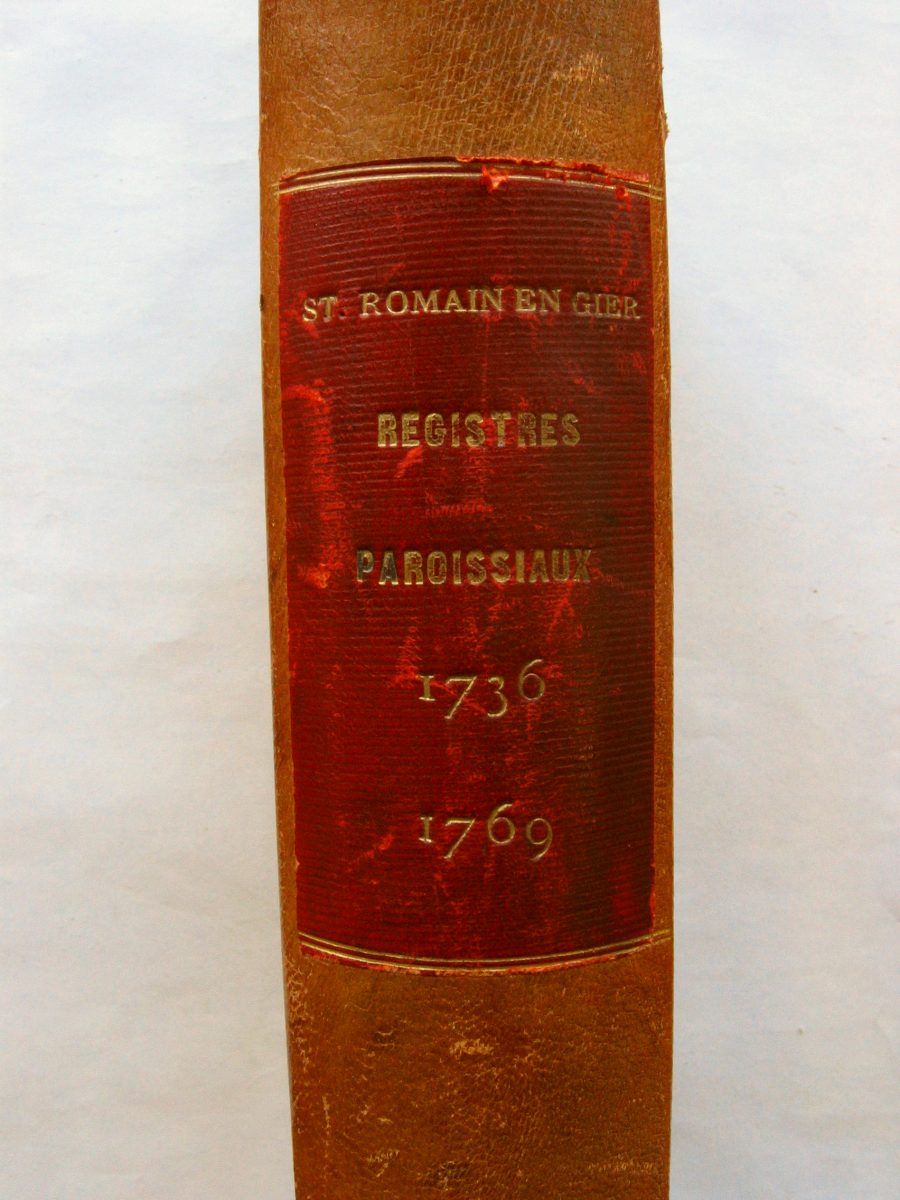 ST. ROMAIN EN GIER
REGISTRES
PAROISSIAUX
1736
1769